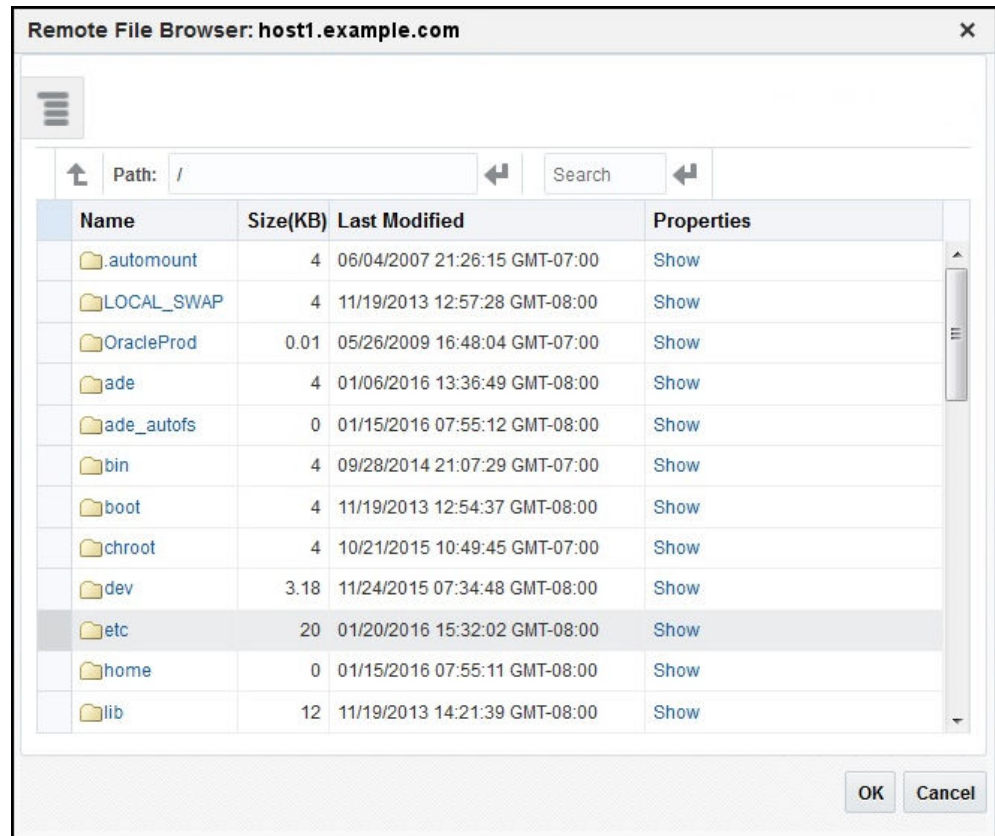 Remote File Browser: host1.example.com
Path: / Search
Name Size(KB) Last Modified Properties
.automount 4 06/04/2007 21:26:15 GMT-07:00 Show
LOCAL_SWAP 4 11/19/2013 12:57:28 GMT-08:00 Show
OracleProd 0.01 05/26/2009 16:48:04 GMT-07:00 Show
ade 4 01/06/2016 13:36:49 GMT-08:00 Show
ade_autofs 0 01/15/2016 07:55:12 GMT-08:00 Show
bin 4 09/28/2014 21:07:29 GMT-07:00 Show
boot 4 11/19/2013 12:54:37 GMT-08:00 Show
chroot 4 10/21/2015 10:49:45 GMT-07:00 Show
dev 3.18 11/24/2015 07:34:48 GMT-08:00 Show
etc 20 01/20/2016 15:32:02 GMT-08:00 Show
home 0 01/15/2016 07:55:11 GMT-08:00 Show
lib 12 11/19/2013 14:21:39 GMT-08:00 Show
OK Cancel